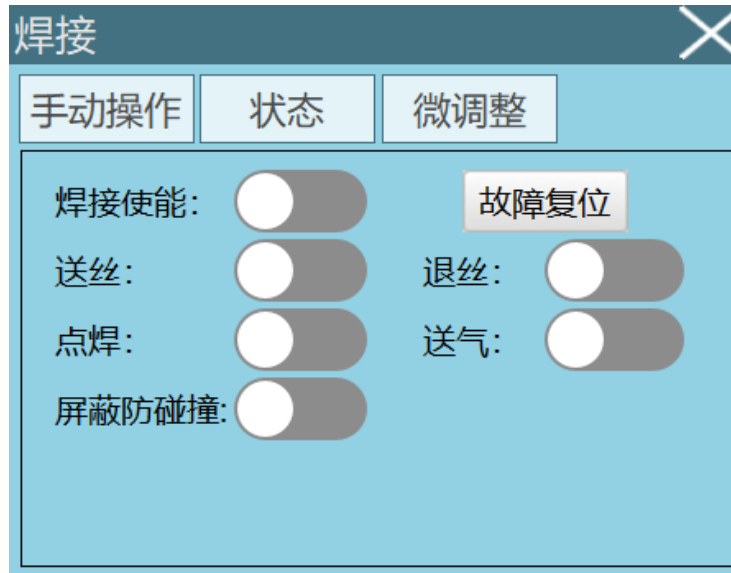 焊接
手动操作 状态 微调整
焊接使能: 故障复位
送丝: 退丝:
点焊: 送气:
屏蔽防碰撞: